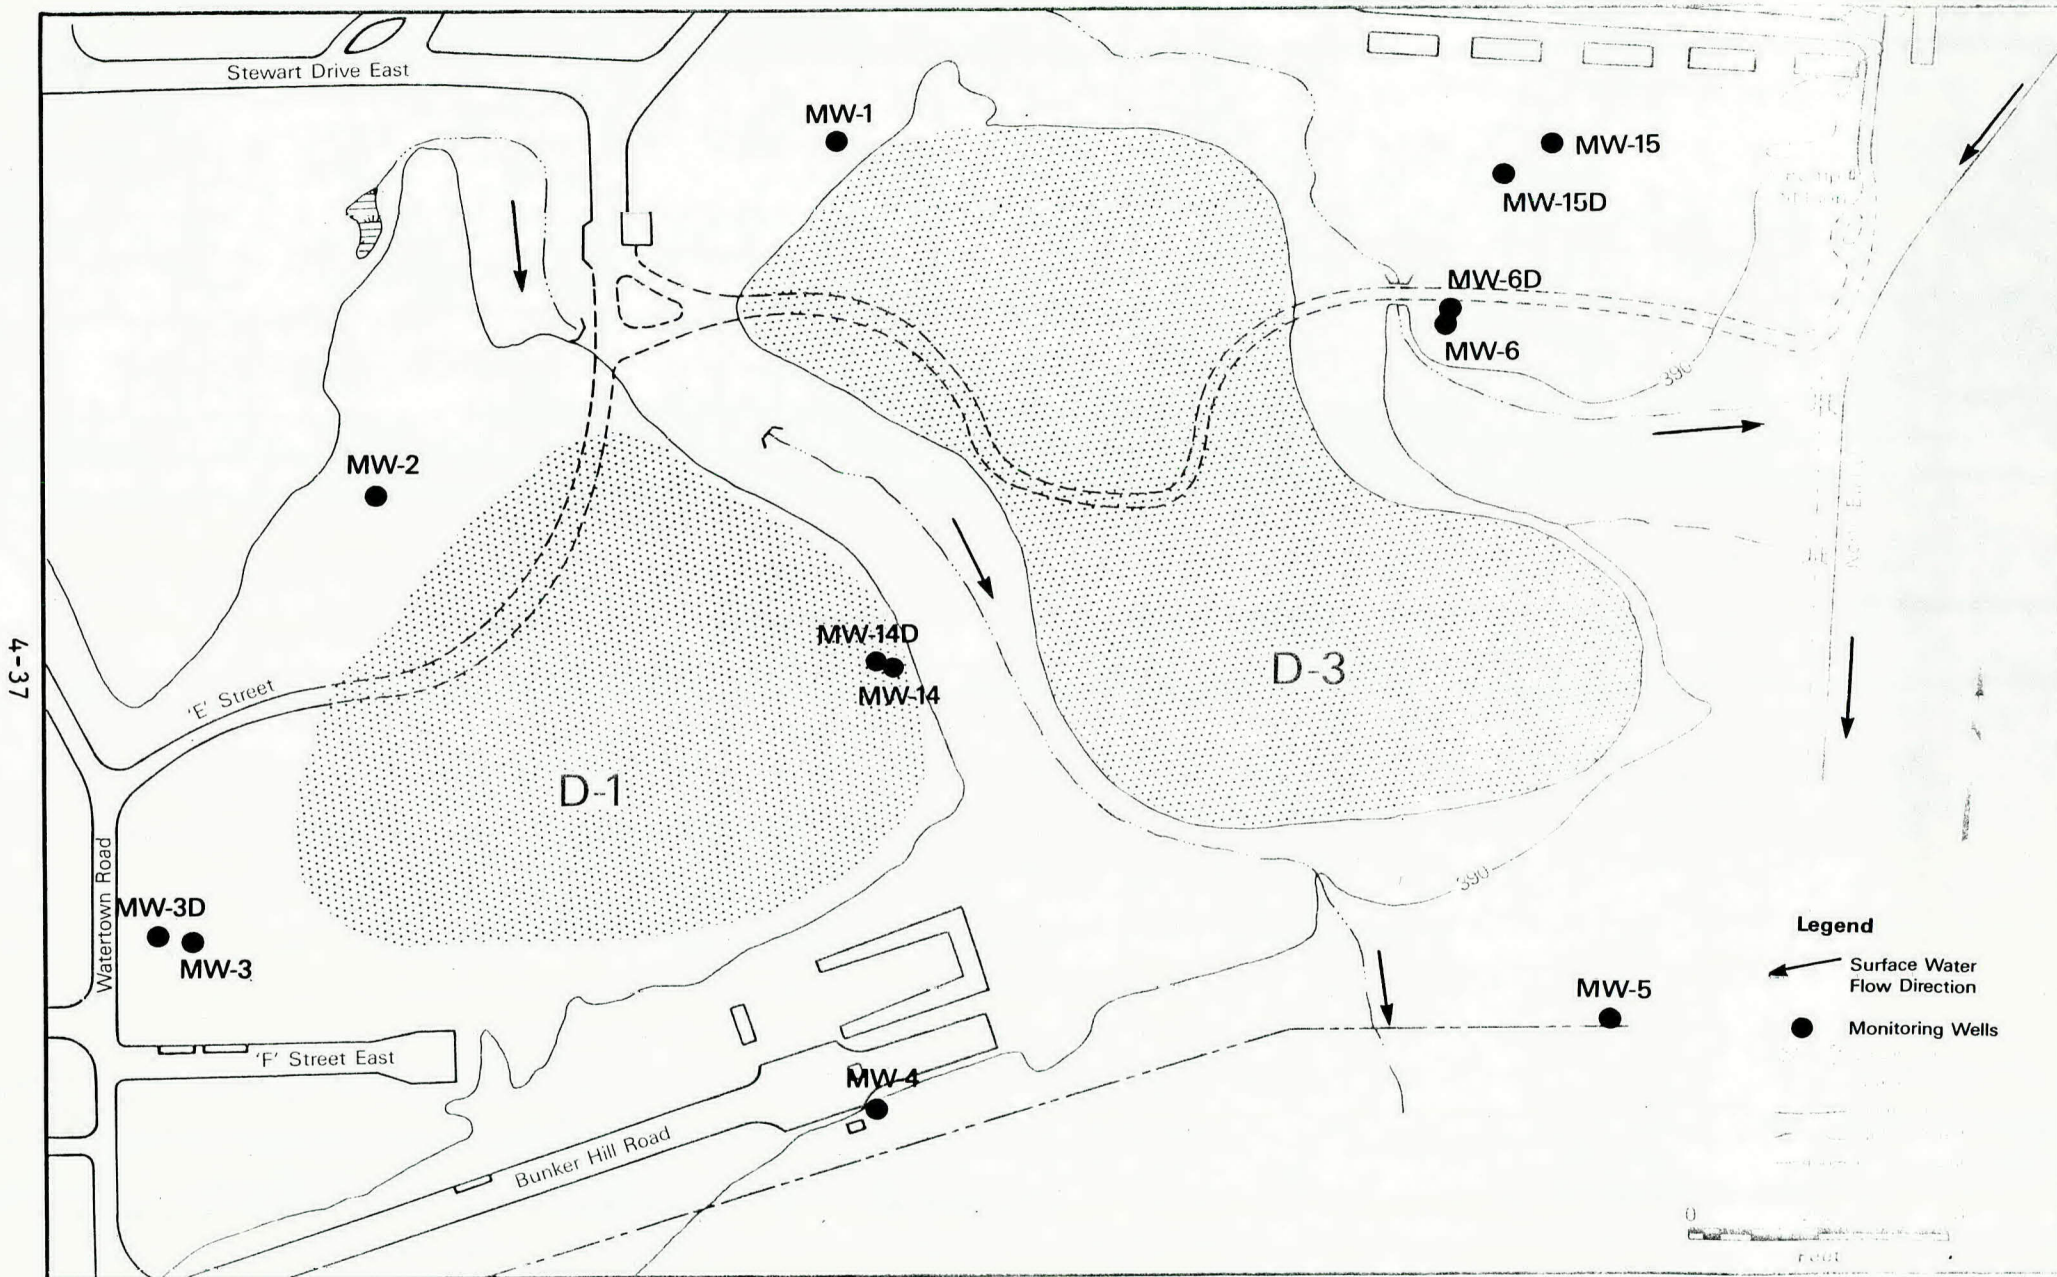 Stewart Drive East
MW-1
MW-15
MW-15D
MW-6D
MW-6
390
MW-2
MW-14D
MW-14
D-3
'E' Street
D-1
4-37
Watertown Road
MW-3D
MW-3
390
MW-5
'F' Street East
MW-4
Bunker Hill Road
Legend
Surface Water
Flow Direction
Monitoring Wells
0
Feet